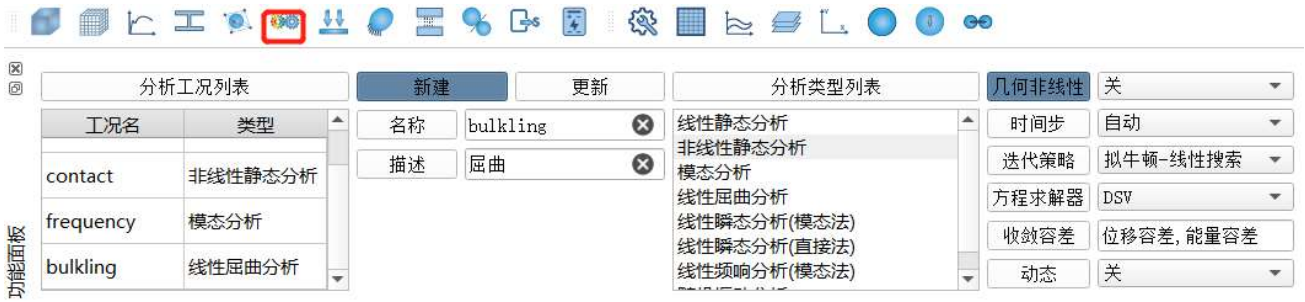 分析工况列表
新建
更新
分析类型列表
几何非线性
关
工况名
类型
名称
bulkling
线性静态分析
时间步
自动
非线性静态分析
contact
非线性静态分析
描述
屈曲
模态分析
迭代策略
拟牛顿-线性搜索
线性屈曲分析
方程求解器
DSV
frequency
模态分析
线性瞬态分析(模态法)
收敛容差
位移容差,能量容差
线性瞬态分析(直接法)
bulkling
线性屈曲分析
线性频响分析(模态法)
动态
关
功能面板